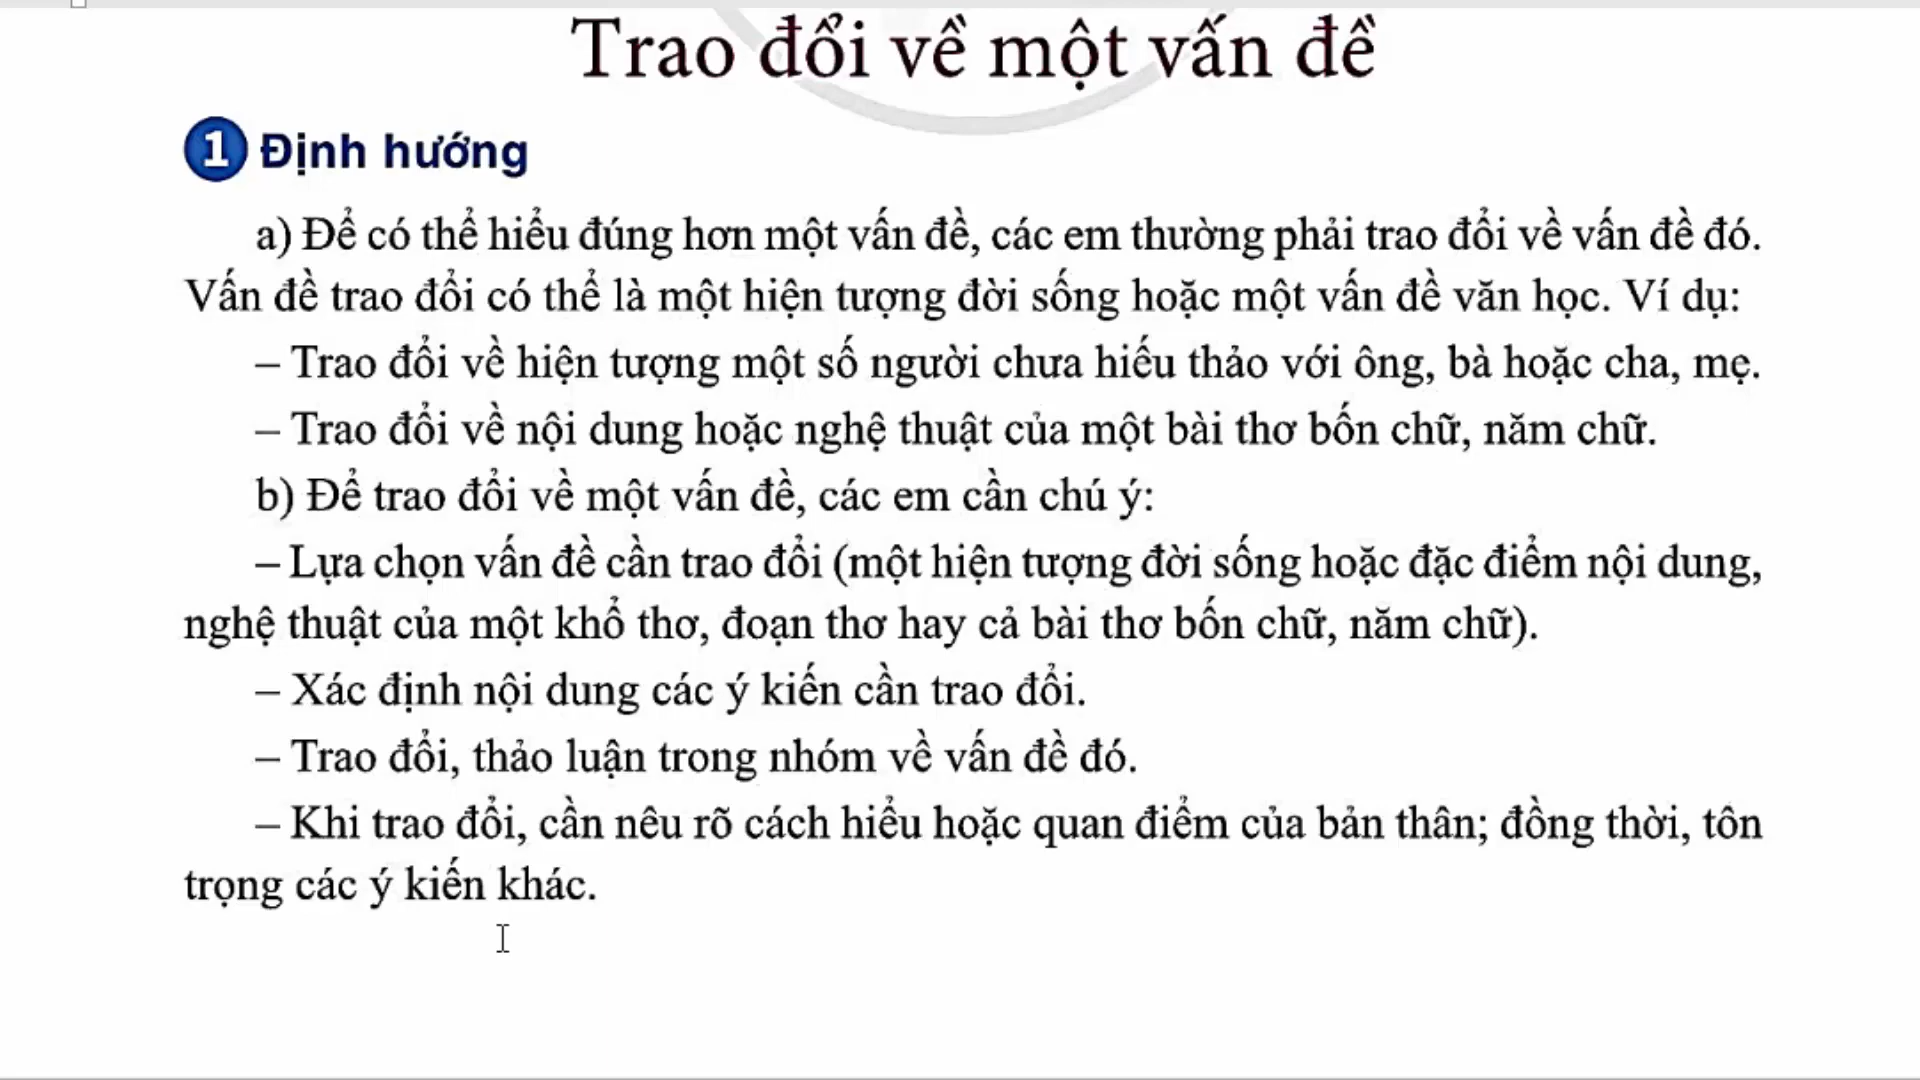 Trao đổi về một vấn đề
1 Định hướng
a) Để có thể hiểu đúng hơn một vấn đề, các em thường phải trao đổi về vấn đề đó.
Vấn đề trao đổi có thể là một hiện tượng đời sống hoặc một vấn đề văn học. Ví dụ:
– Trao đổi về hiện tượng một số người chưa hiếu thảo với ông, bà hoặc cha, mẹ.
– Trao đổi về nội dung hoặc nghệ thuật của một bài thơ bốn chữ, năm chữ.
b) Để trao đổi về một vấn đề, các em cần chú ý:
– Lựa chọn vấn đề cần trao đổi (một hiện tượng đời sống hoặc đặc điểm nội dung,
nghệ thuật của một khổ thơ, đoạn thơ hay cả bài thơ bốn chữ, năm chữ).
– Xác định nội dung các ý kiến cần trao đổi.
– Trao đổi, thảo luận trong nhóm về vấn đề đó.
– Khi trao đổi, cần nêu rõ cách hiểu hoặc quan điểm của bản thân; đồng thời, tôn
trọng các ý kiến khác.